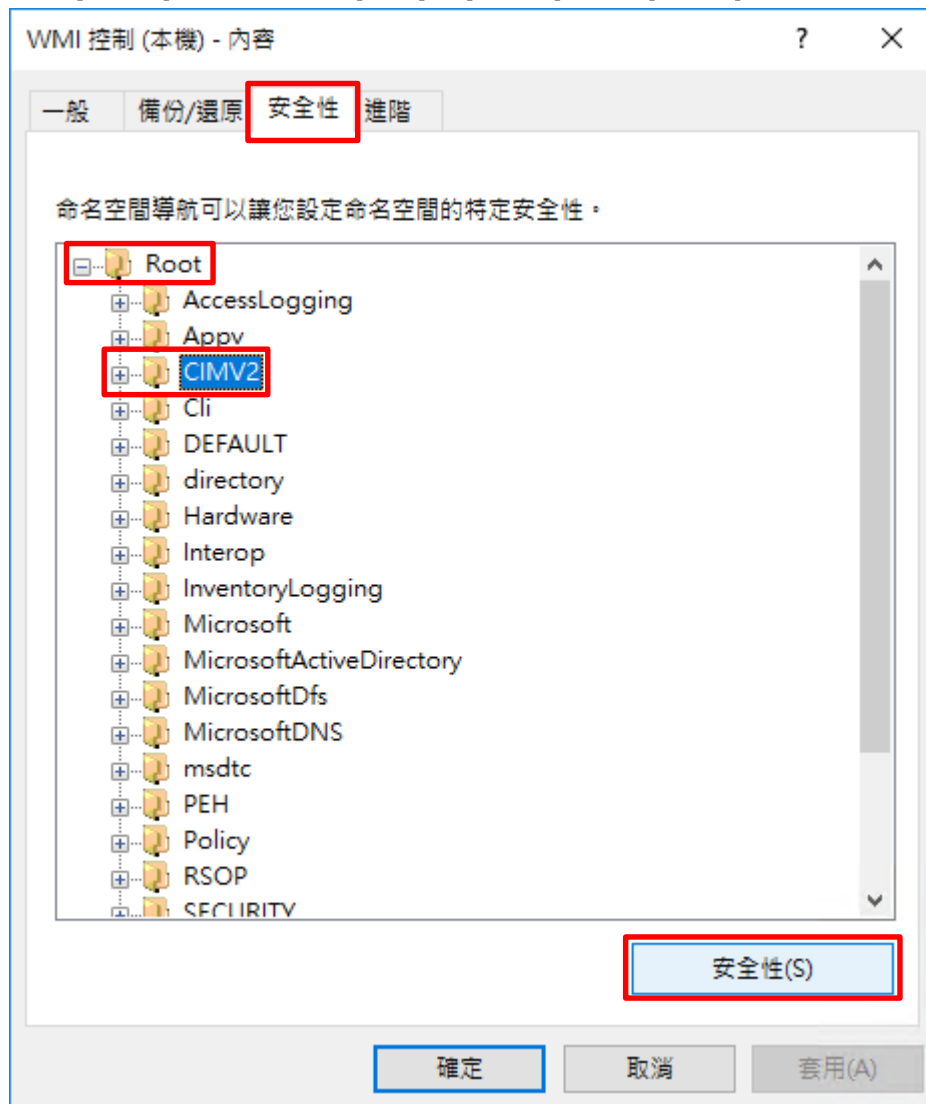 WMI 控制 (本機) - 內容 ? ×
一般 備份/還原 安全性 進階
命名空間導航可以讓您設定命名空間的特定安全性。
Root
AccessLogging
Appv
CIMV2
Cli
DEFAULT
directory
Hardware
Interop
InventoryLogging
Microsoft
MicrosoftActiveDirectory
MicrosoftDfs
MicrosoftDNS
msdtc
PEH
Policy
RSOP
SECURITY
安全性(S)
確定 取消 套用(A)